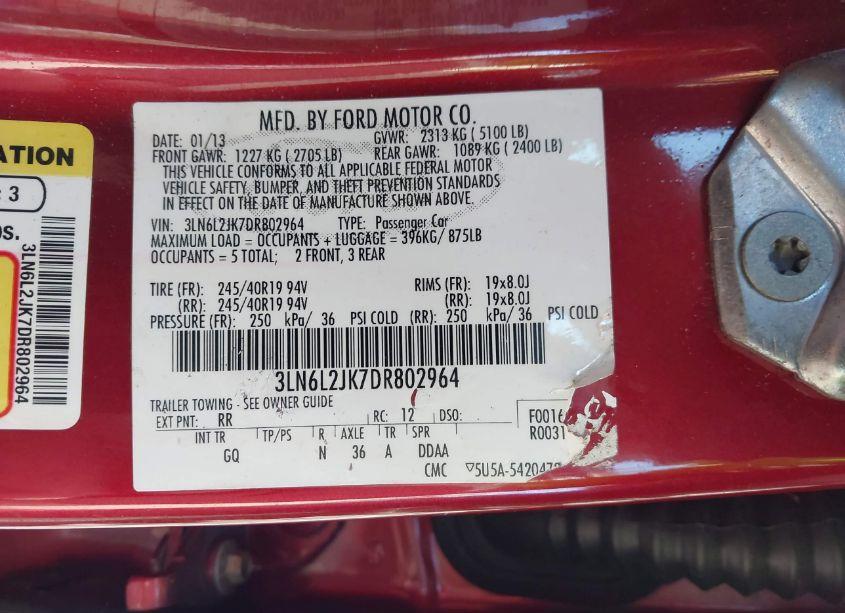 MFD. BY FORD MOTOR CO.
DATE: 01/13 GVWR: 2313 KG ( 5100 LB)
FRONT GAWR: 1227 KG ( 2705 LB) REAR GAWR: 1089 KG ( 2400 LB)
THIS VEHICLE CONFORMS TO ALL APPLICABLE FEDERAL MOTOR
VEHICLE SAFETY, BUMPER, AND THEFT PREVENTION STANDARDS
IN EFFECT ON THE DATE OF MANUFACTURE SHOWN ABOVE.
VIN: 3LN6L2JK7DR802964 TYPE: Passenger Car
MAXIMUM LOAD = OCCUPANTS + LUGGAGE = 396KG/ 875LB
OCCUPANTS = 5 TOTAL; 2 FRONT, 3 REAR
TIRE (FR): 245/40R19 94V RIMS (FR): 19x8.0J
(RR): 245/40R19 94V (RR): 19x8.0J
PRESSURE (FR): 250 kPa/ 36 PSI COLD (RR): 250 kPa/ 36 PSI COLD
3LN6L2JK7DR802964
TRAILER TOWING - SEE OWNER GUIDE
EXT PNT: RR RC: 12 DSO: F0016
R0031
INT TR TP/PS R AXLE TR SPR
GQ N 36 A DDAA
CMC ▽5U5A-5420472
ATION
3
3LN6L2JK7DR802964